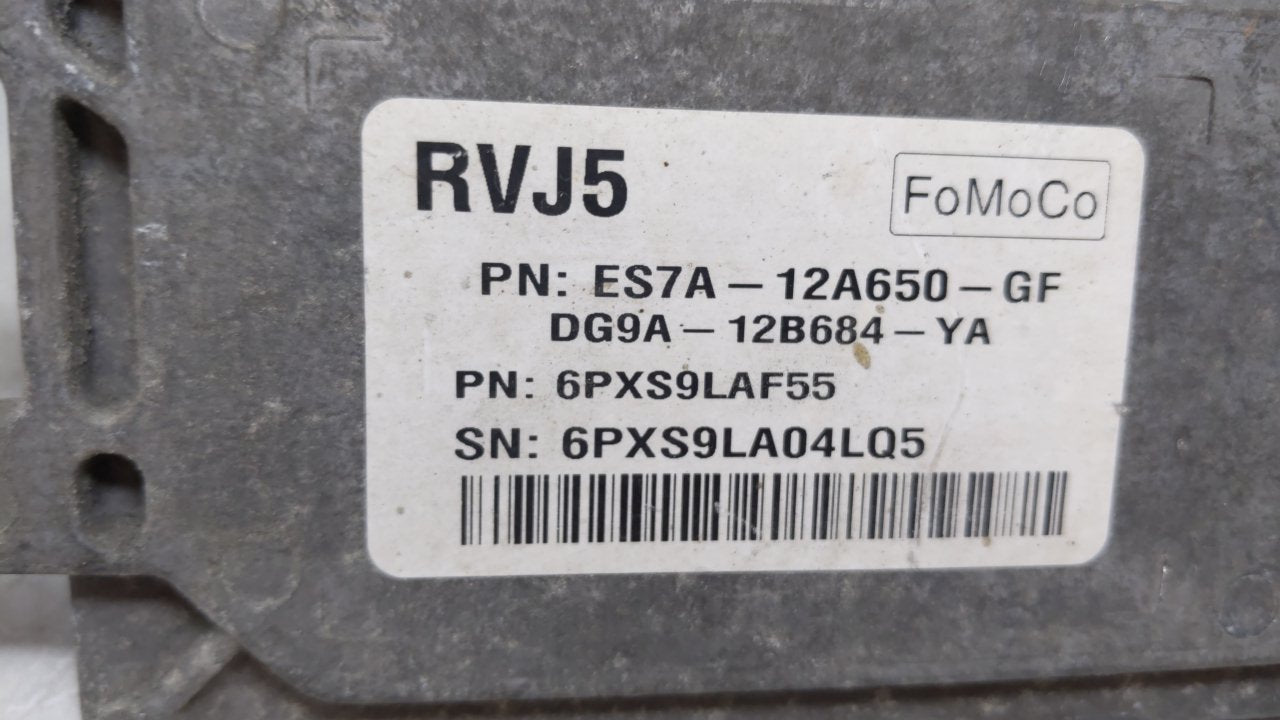 RVJ5
FoMoCo
PN: ES7A-12A650-GF
DG9A-12B684-YA
PN: 6PXS9LAF55
SN: 6PXS9LA04LQ5